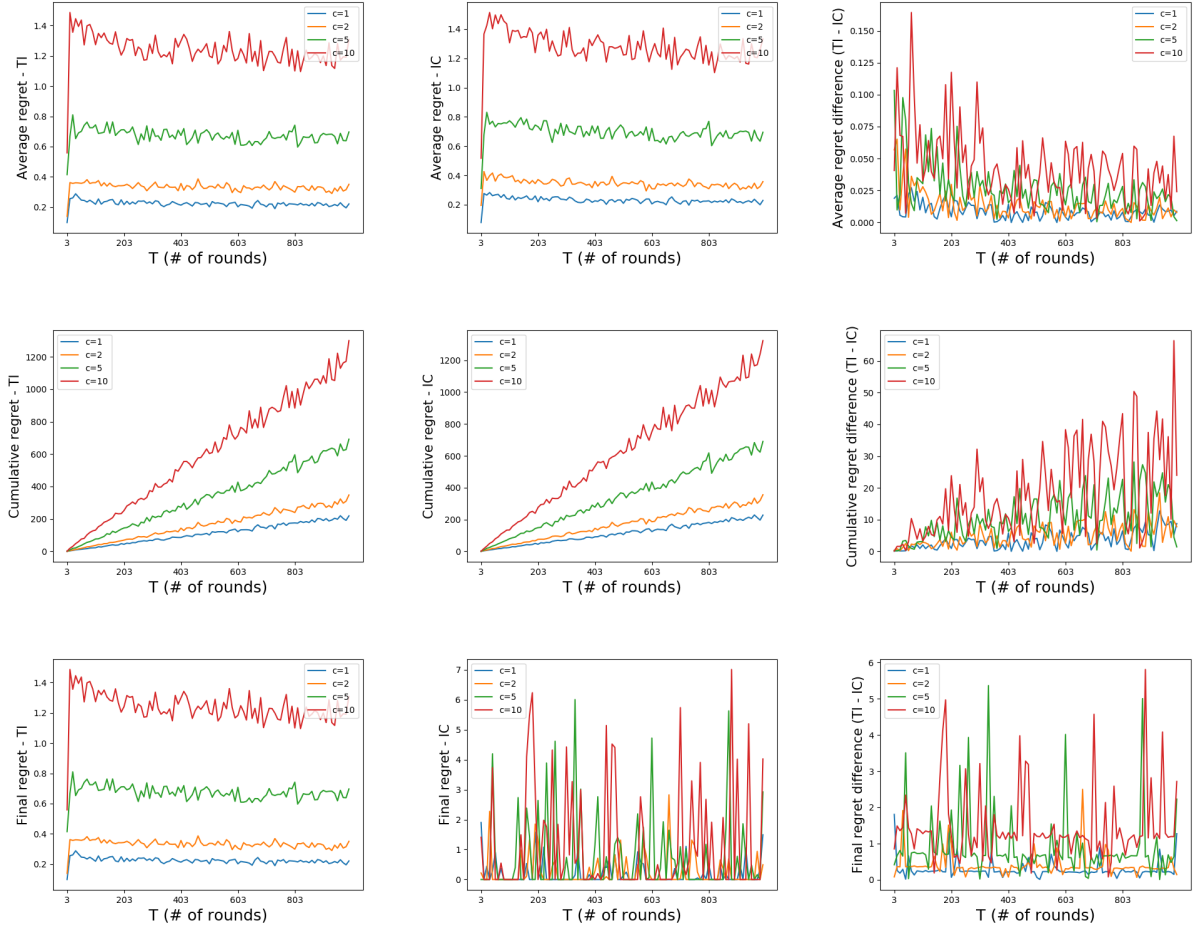 Average regret - TI
1.4
1.2
1.0
0.8
0.6
0.4
0.2
3 203 403 603 803
T (# of rounds)
c=1
c=2
c=5
c=10
Average regret - IC
1.4
1.2
1.0
0.8
0.6
0.4
0.2
3 203 403 603 803
T (# of rounds)
c=1
c=2
c=5
c=10
Average regret difference (TI - IC)
0.150
0.125
0.100
0.075
0.050
0.025
0.000
3 203 403 603 803
T (# of rounds)
c=1
c=2
c=5
c=10
Cumulative regret - TI
1200
1000
800
600
400
200
0
3 203 403 603 803
T (# of rounds)
c=1
c=2
c=5
c=10
Cumulative regret - IC
1200
1000
800
600
400
200
0
3 203 403 603 803
T (# of rounds)
c=1
c=2
c=5
c=10
Cumulative regret difference (TI - IC)
60
50
40
30
20
10
0
3 203 403 603 803
T (# of rounds)
c=1
c=2
c=5
c=10
Final regret - TI
1.4
1.2
1.0
0.8
0.6
0.4
0.2
3 203 403 603 803
T (# of rounds)
c=1
c=2
c=5
c=10
Final regret - IC
7
6
5
4
3
2
1
0
3 203 403 603 803
T (# of rounds)
c=1
c=2
c=5
c=10
Final regret difference (TI - IC)
6
5
4
3
2
1
0
3 203 403 603 803
T (# of rounds)
c=1
c=2
c=5
c=10